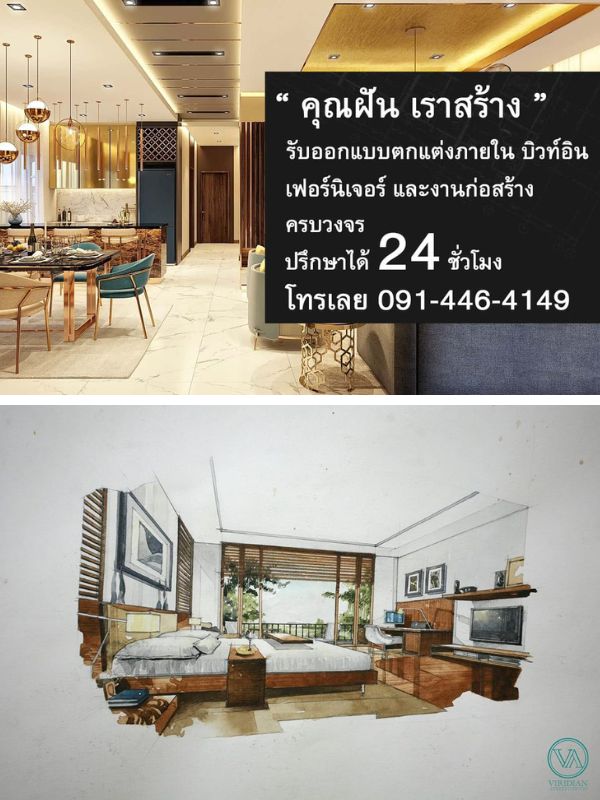 “ คุณฝัน เราสร้าง ”
รับออกแบบตกแต่งภายใน บิวท์อิน
เฟอร์นิเจอร์ และงานก่อสร้าง
ครบวงจร
ปรึกษาได้ 24 ชั่วโมง
โทรเลย 091-446-4149
VA
VIRIDIAN